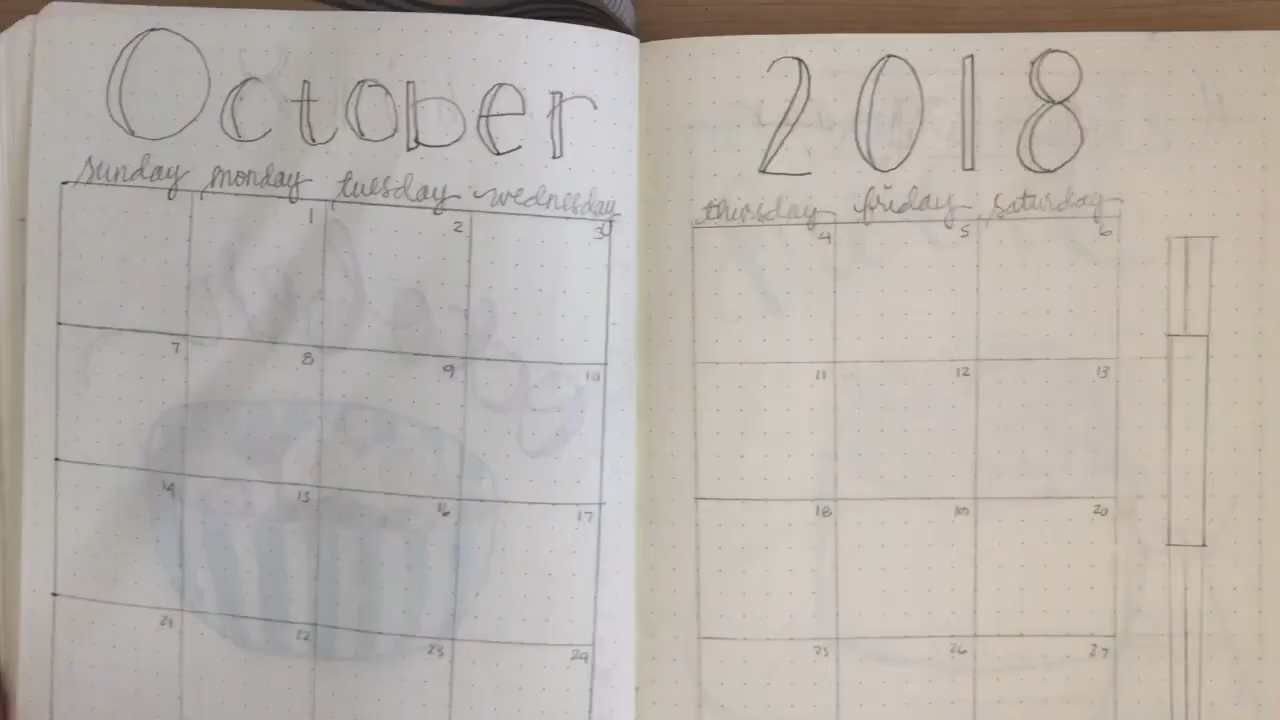 October 2018
sunday monday tuesday wednesday thursday friday saturday
1 2 3 4 5 6
7 8 9 10 11 12 13
14 15 16 17 18 19 20
21 22 23 24 25 26 27